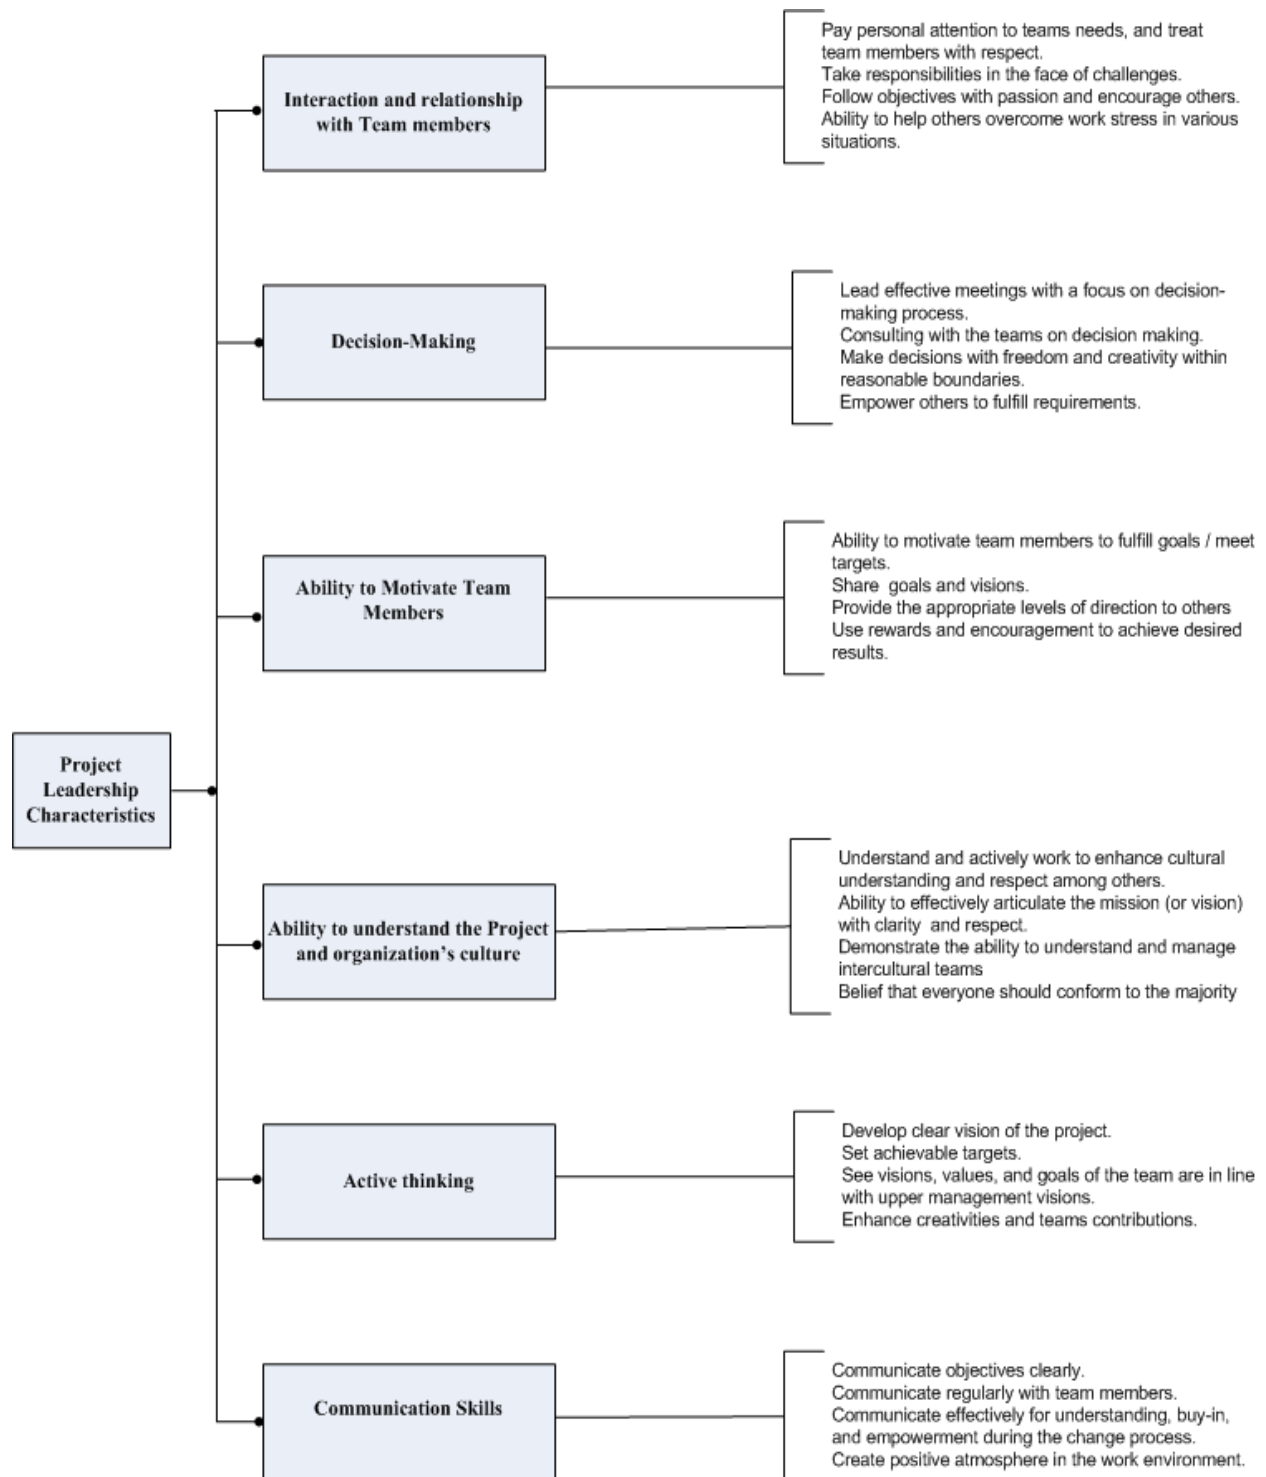 Project
Leadership
Characteristics
Interaction and relationship
with Team members
Pay personal attention to teams needs, and treat
team members with respect.
Take responsibilities in the face of challenges.
Follow objectives with passion and encourage others.
Ability to help others overcome work stress in various
situations.
Decision-Making
Lead effective meetings with a focus on decision-
making process.
Consulting with the teams on decision making.
Make decisions with freedom and creativity within
reasonable boundaries.
Empower others to fulfill requirements.
Ability to Motivate Team
Members
Ability to motivate team members to fulfill goals / meet
targets.
Share  goals and visions.
Provide the appropriate levels of direction to others
Use rewards and encouragement to achieve desired
results.
Ability to understand the Project
and organization's culture
Understand and actively work to enhance cultural
understanding and respect among others.
Ability to effectively articulate the mission (or vision)
with clarity  and respect.
Demonstrate the ability to understand and manage
intercultural teams
Belief that everyone should conform to the majority
Active thinking
Develop clear vision of the project.
Set achievable targets.
See visions, values, and goals of the team are in line
with upper management visions.
Enhance creativities and teams contributions.
Communication Skills
Communicate objectives clearly.
Communicate regularly with team members.
Communicate effectively for understanding, buy-in,
and empowerment during the change process.
Create positive atmosphere in the work environment.